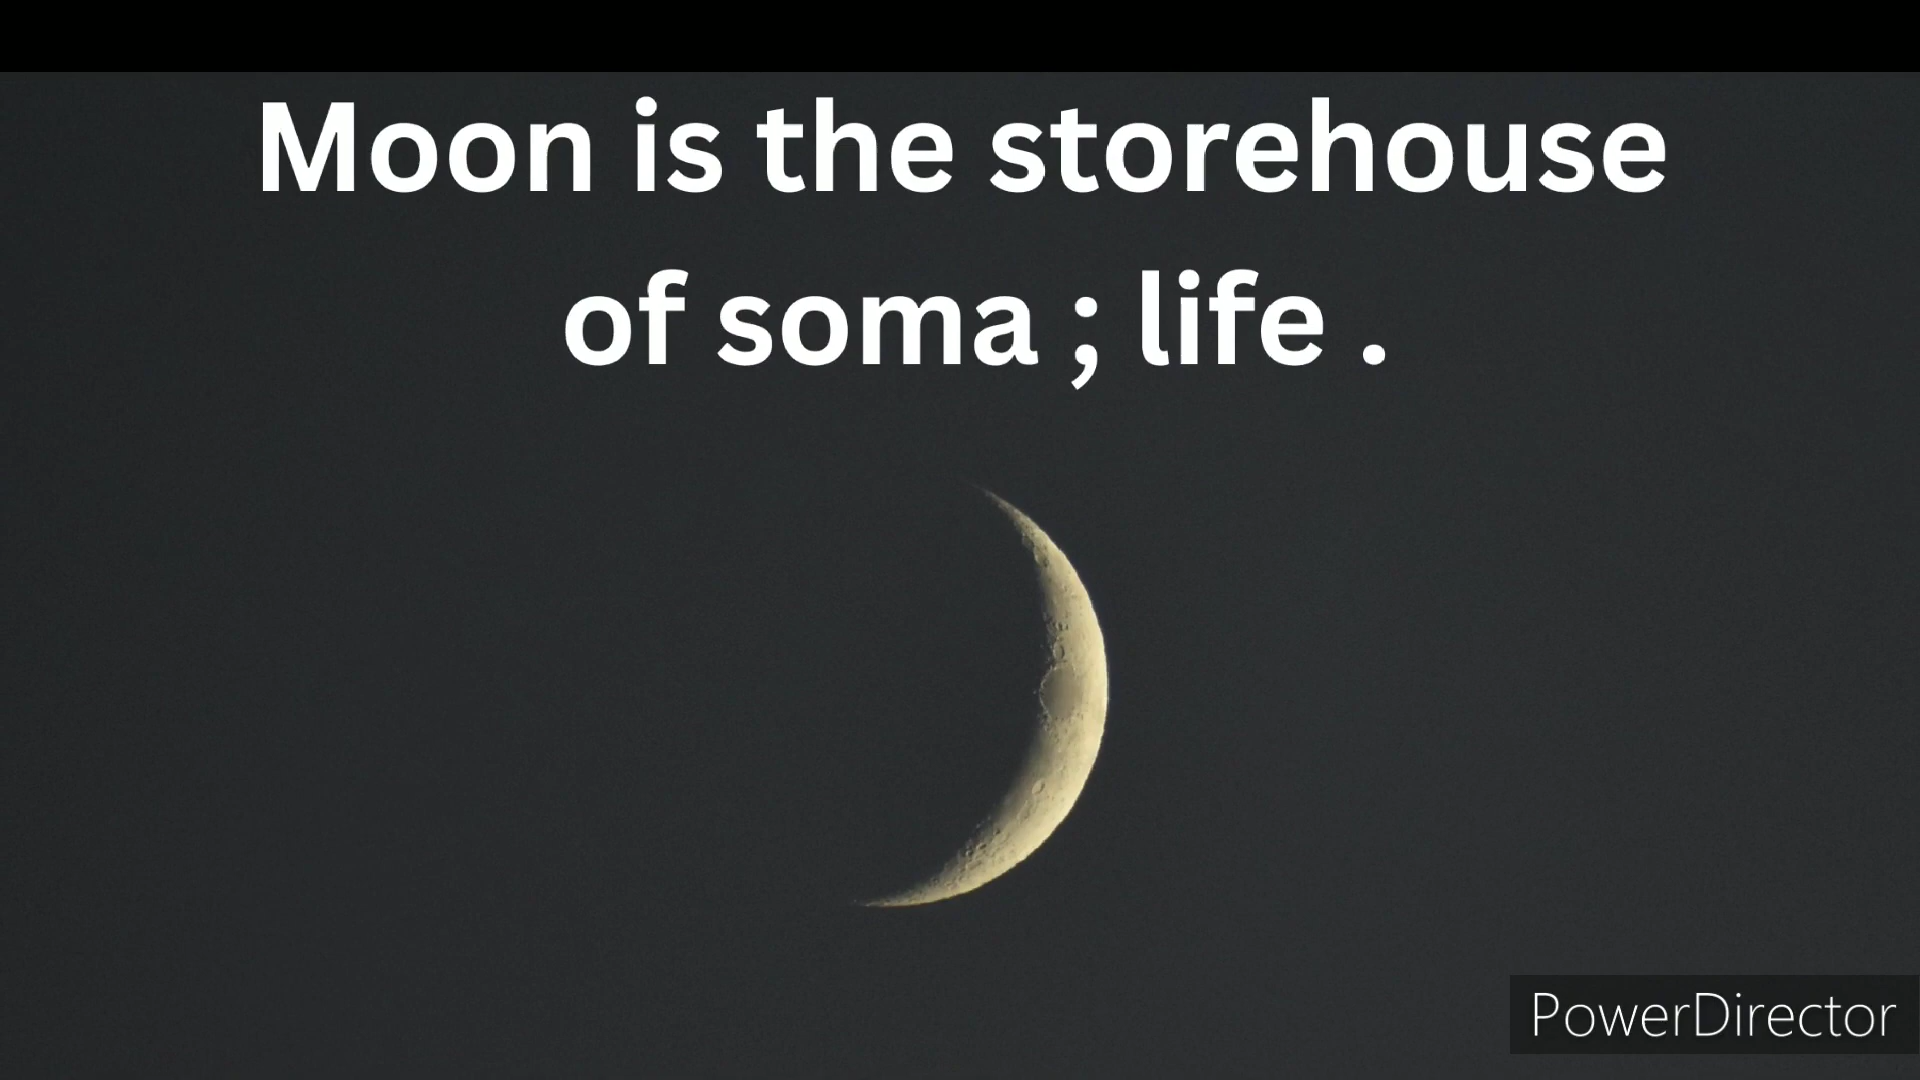 Moon is the storehouse
of soma ; life .
PowerDirector